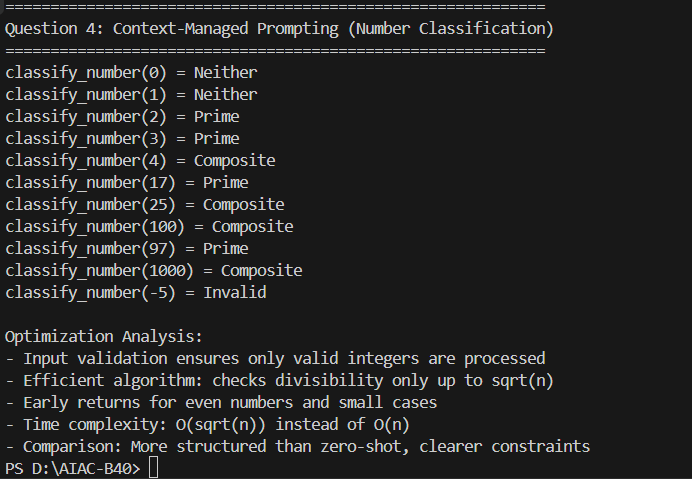 ============================================================
Question 4: Context-Managed Prompting (Number Classification)
============================================================
classify_number(0) = Neither
classify_number(1) = Neither
classify_number(2) = Prime
classify_number(3) = Prime
classify_number(4) = Composite
classify_number(17) = Prime
classify_number(25) = Composite
classify_number(100) = Composite
classify_number(97) = Prime
classify_number(1000) = Composite
classify_number(-5) = Invalid

Optimization Analysis:
- Input validation ensures only valid integers are processed
- Efficient algorithm: checks divisibility only up to sqrt(n)
- Early returns for even numbers and small cases
- Time complexity: O(sqrt(n)) instead of O(n)
- Comparison: More structured than zero-shot, clearer constraints
PS D:\AIAC-B40>